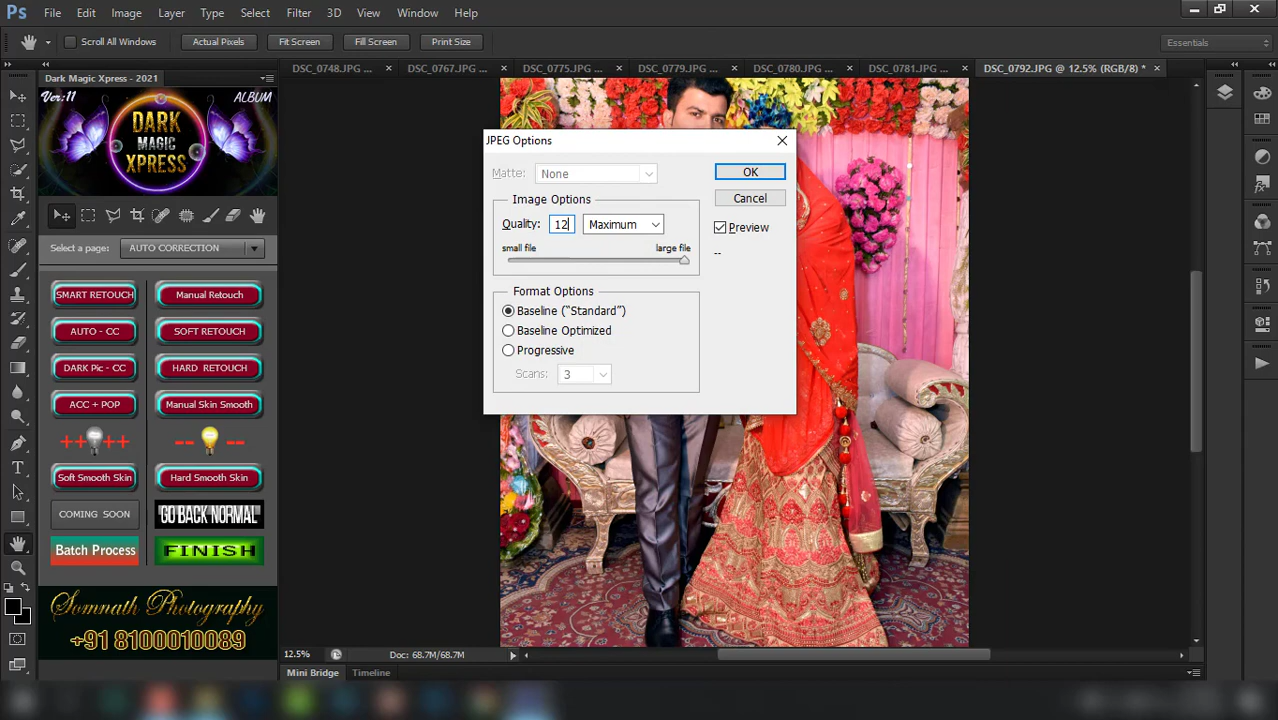 Ps File Edit Image Layer Type Select Filter 3D View Window Help
Scroll All Windows Actual Pixels Fit Screen Fill Screen Print Size Essentials
Dark Magic Xpress - 2021
DSC_0748.JPG ... × DSC_0767.JPG ... × DSC_0775.JPG ... × DSC_0779.JPG ... × DSC_0780.JPG ... × DSC_0781.JPG ... × DSC_0792.JPG @ 12.5% (RGB/8) * ×
Ver:11 ALBUM
DARK
MAGIC
XPRESS
Select a page: AUTO CORRECTION
SMART RETOUCH Manual Retouch
AUTO - CC SOFT RETOUCH
DARK Pic - CC HARD RETOUCH
ACC + POP Manual Skin Smooth
++ ++ -- --
Soft Smooth Skin Hard Smooth Skin
COMING SOON GO BACK NORMAL
Batch Process FINISH
Somnath Photography
+91 8100010089
JPEG Options
Matte: None OK
Image Options Cancel
Quality: 12 Maximum Preview
small file large file
--
Format Options
Baseline (“Standard”)
Baseline Optimized
Progressive
Scans: 3
12.5% Doc: 68.7M/68.7M
Mini Bridge Timeline